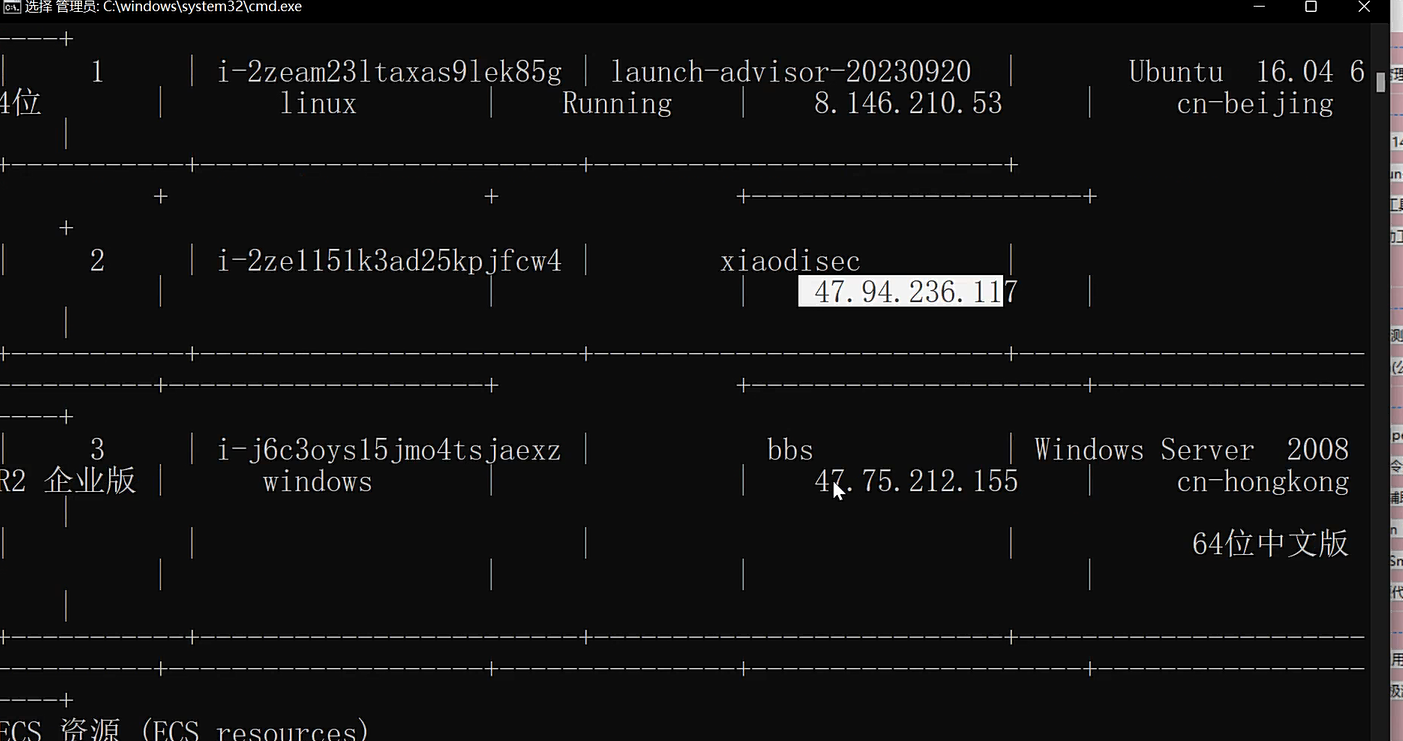 选择 管理员: C:\windows\system32\cmd.exe
----+
| 1 | i-2zeam23ltaxas9lek85g | launch-advisor-20230920 | Ubuntu 16.04 6
4位 | linux | Running | 8.146.210.53 | cn-beijing
|
+-----------+------------------------+--------------------------+
+ + +---------------------+
+
| 2 | i-2ze1151k3ad25kpjfcw4 | xiaodisec |
| | | 47.94.236.117 |
|
+-----------+------------------------+--------------------------+----------------------
----------+--------------------+ +---------------------+-----------------
----+
| 3 | i-j6c3oys15jmo4tsjaexz | bbs | Windows Server 2008
R2 企业版 | windows | | 47.75.212.155 | cn-hongkong
|
| | | | 64位中文版
| | | |
|
+-----------+------------------------+--------------------------+----------------------
----------+--------------------+---------------+---------------------+-----------------
----+
ECS 资源 (ECS resources)